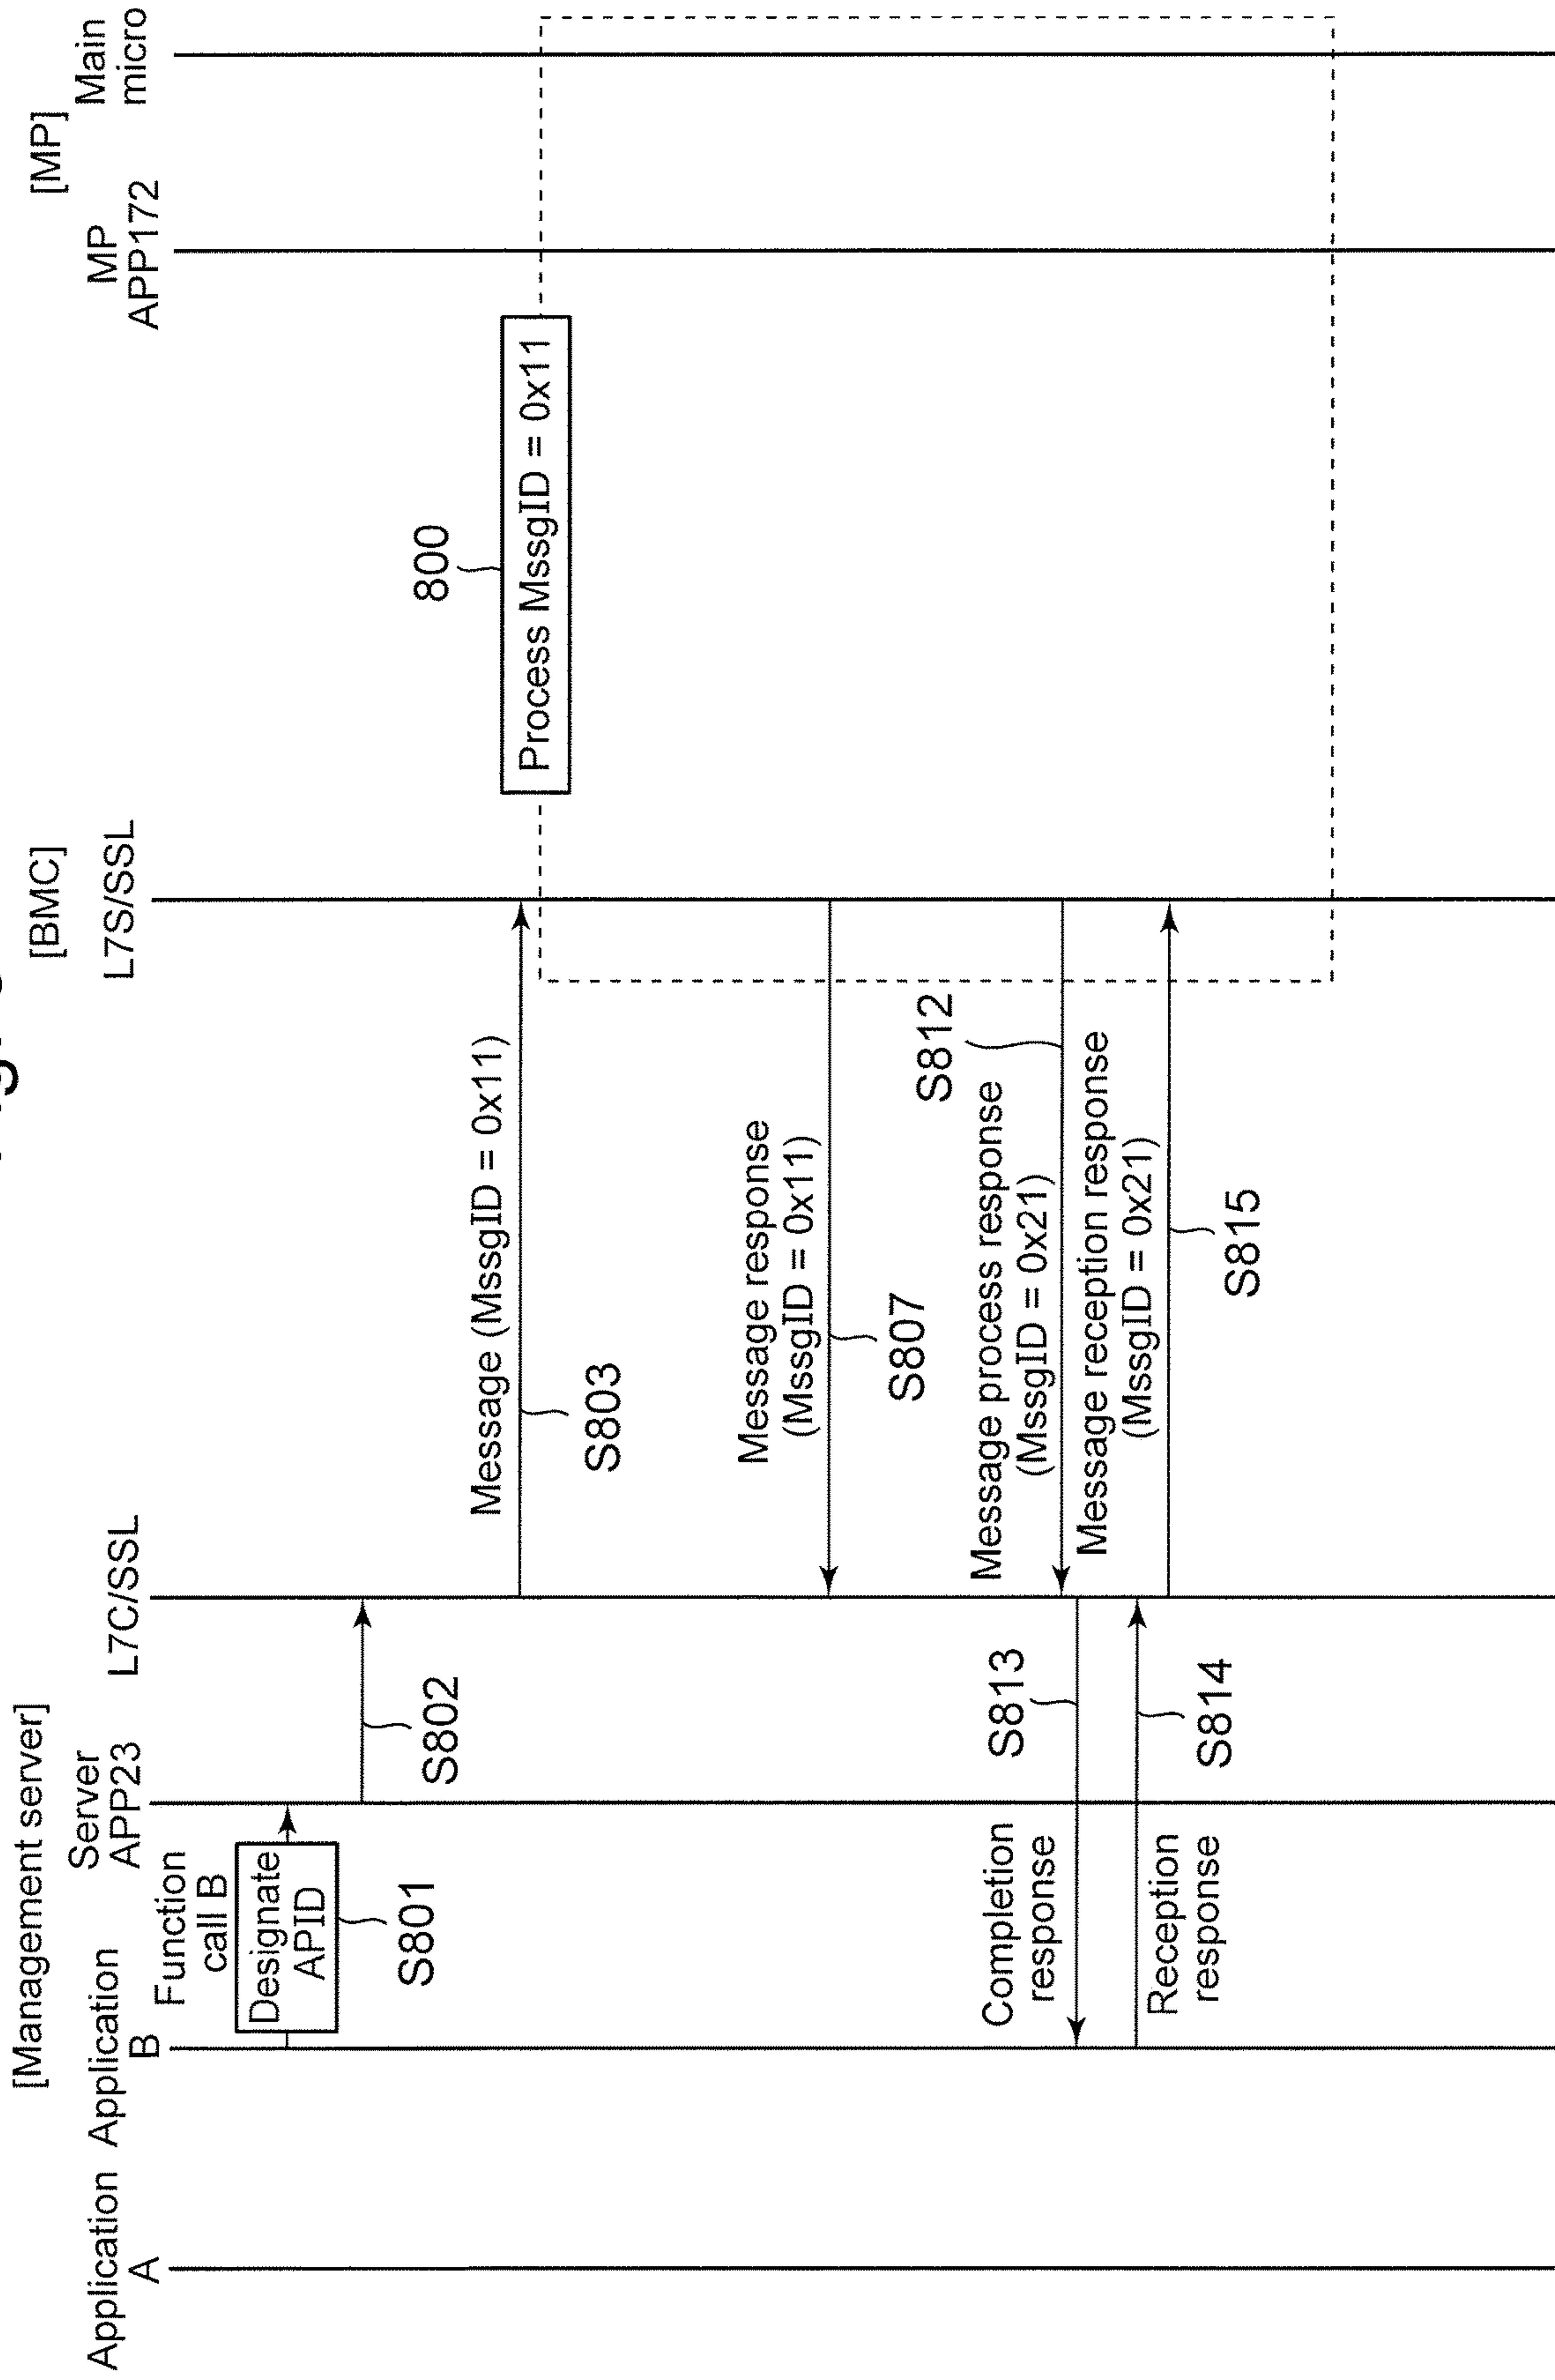 [Management server]
[BMC]
[MP]
Application
A
Application
B
Server
APP23
L7C/SSL
L7S/SSL
MP
APP172
Main
micro
Function
call B
Designate
APID
S801
S802
Message (MssgID = 0x11)
S803
800
Process MssgID = 0x11
Message response
(MssgID = 0x11)
S807
S812
Message process response
(MssgID = 0x21)
Completion
response
S813
Reception
response
S814
Message reception response
(MssgID = 0x21)
S815